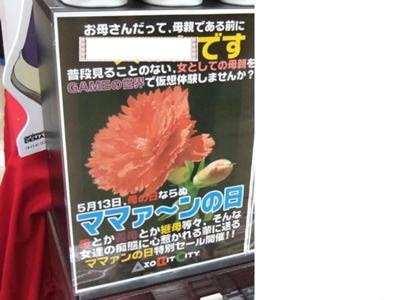 お母さんだって、母親である前に
です
普段見ることのない、女としての母親を
GAMEの世界で仮想体験しませんか？
5月13日、母の日ならぬ
ママァ〜ンの日
母とか
とか継母等々、そんな
女達の痴態に心惹かれる輩に送る
ママァーンの日特別セール開催!!